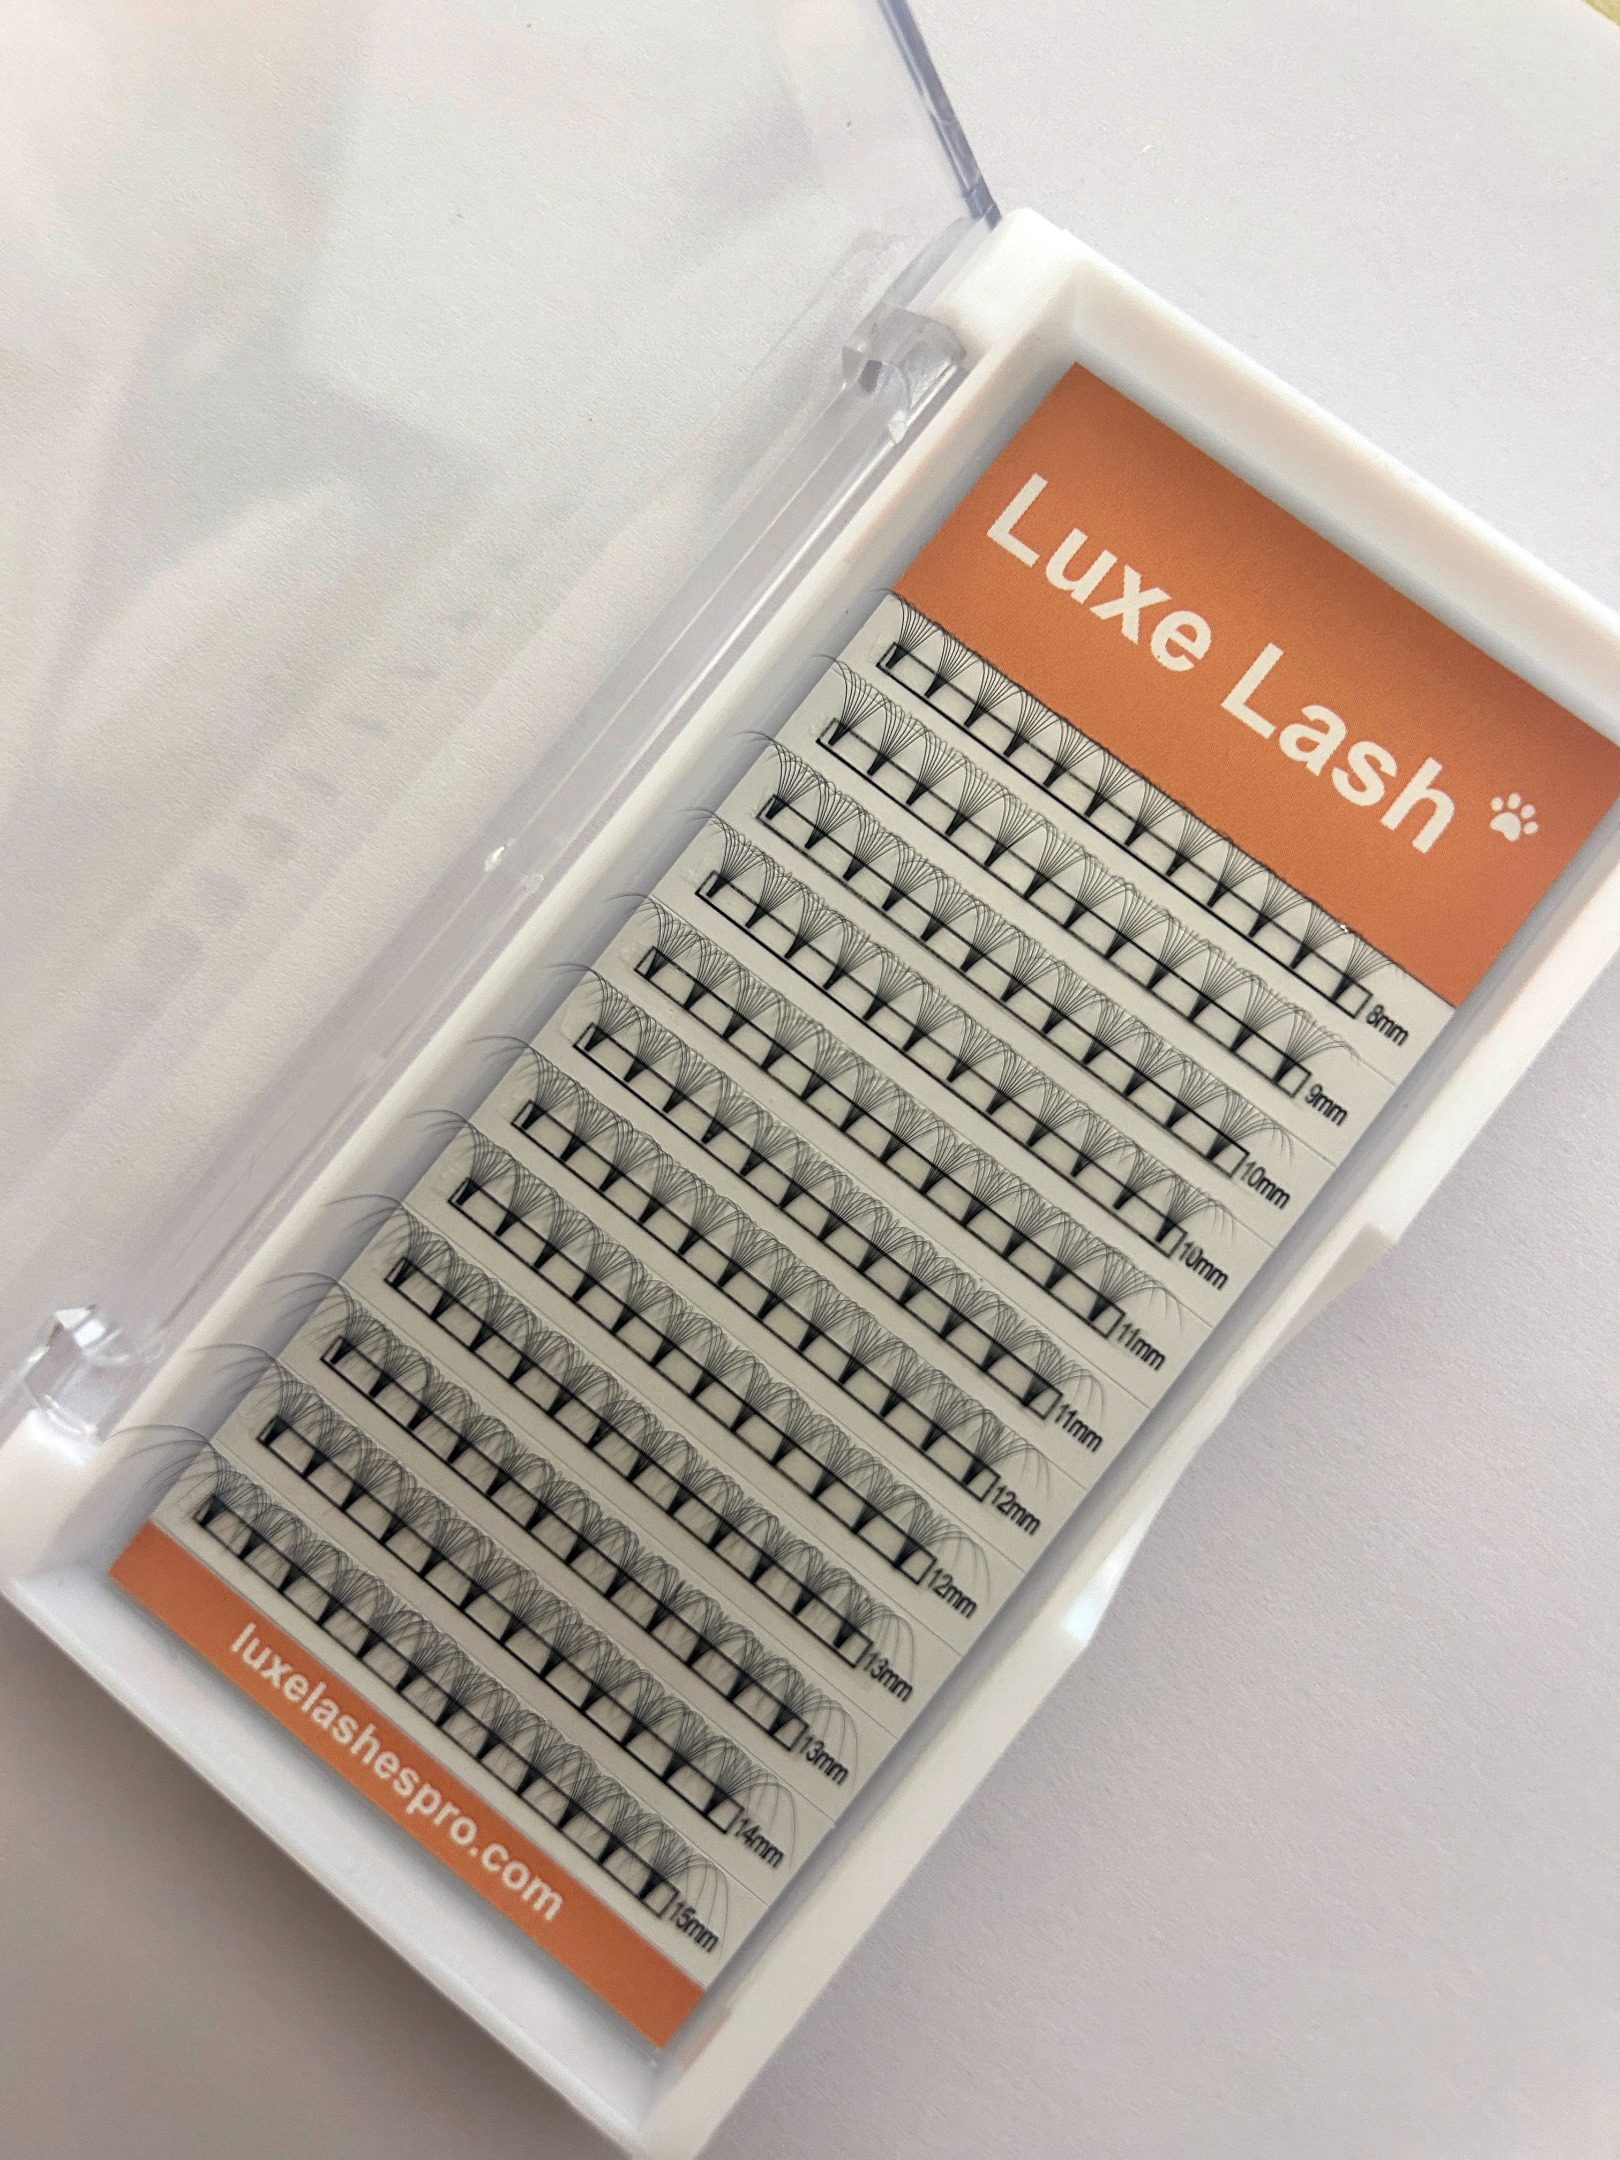 Luxe Lash
8mm
9mm
10mm
10mm
11mm
11mm
12mm
12mm
13mm
13mm
14mm
15mm
luxelashespro.com